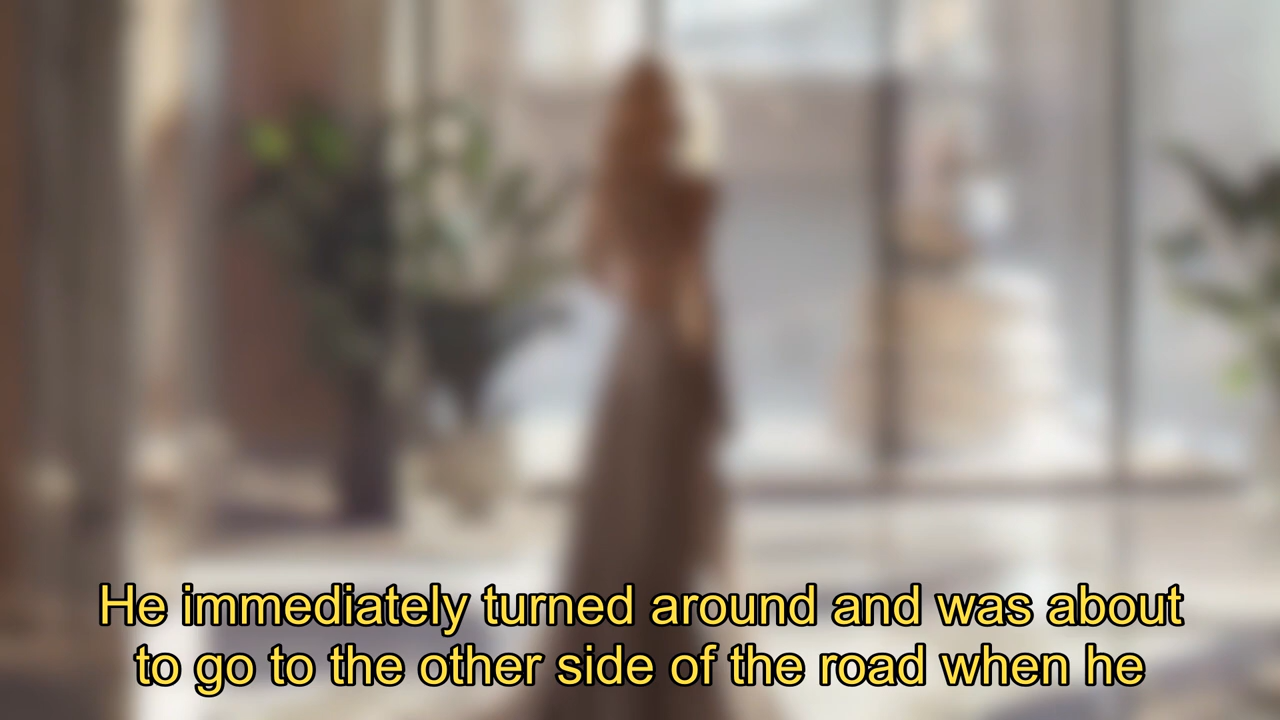 He immediately turned around and was about
to go to the other side of the road when he